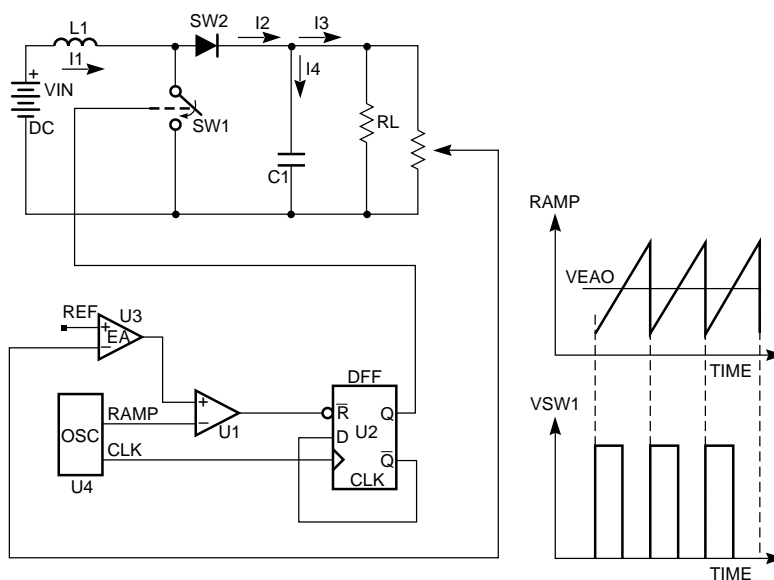 L1
I1
SW2
I2
I3
+
VIN
DC
SW1
I4
RL
C1
REF
U3
+
EA
−
RAMP
OSC
CLK
U4
+
−
U1
DFF
R̅
Q
D
U2
Q̅
CLK
RAMP
VEAO
TIME
VSW1
TIME